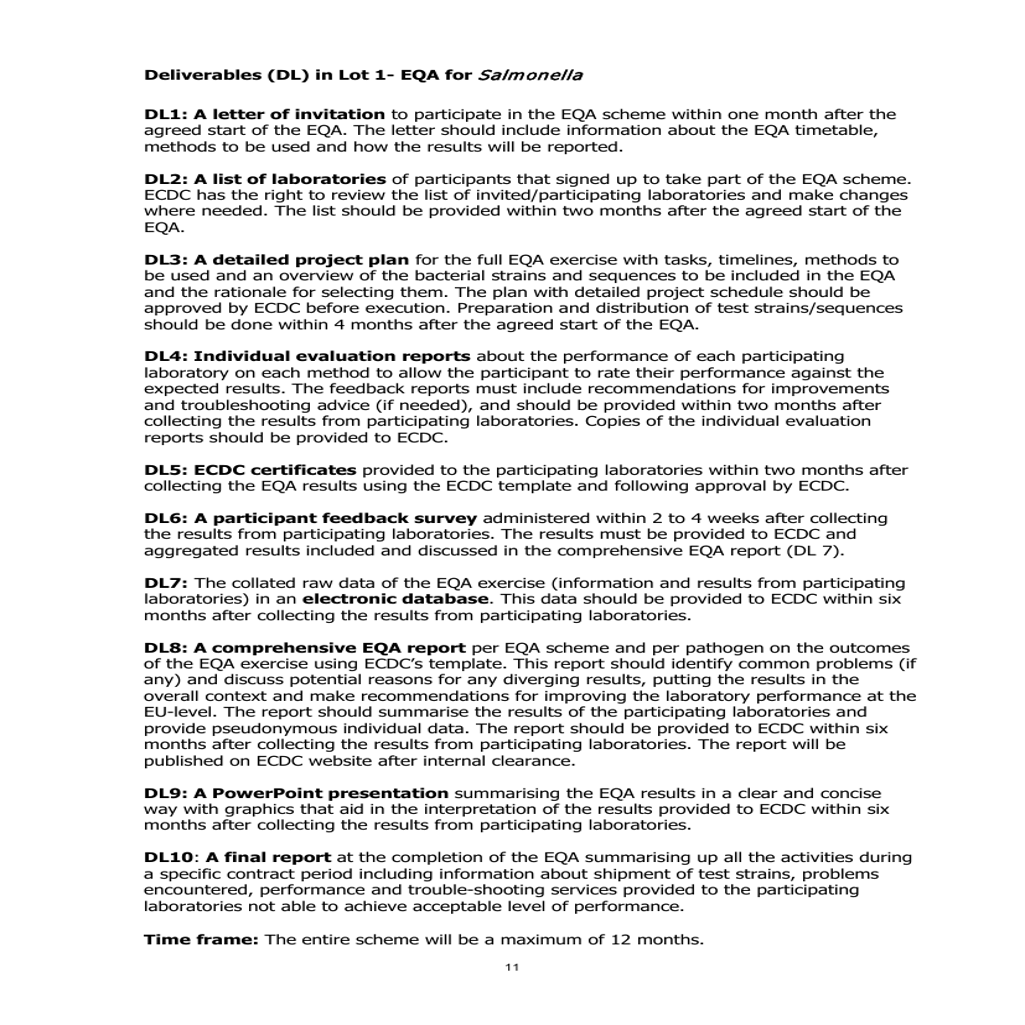 Deliverables (DL) in Lot 1- EQA for Salmonella
DL1: A letter of invitation to participate in the EQA scheme within one month after the
agreed start of the EQA. The letter should include information about the EQA timetable,
methods to be used and how the results will be reported.
DL2: A list of laboratories of participants that signed up to take part of the EQA scheme.
ECDC has the right to review the list of invited/participating laboratories and make changes
where needed. The list should be provided within two months after the agreed start of the
EQA.
DL3: A detailed project plan for the full EQA exercise with tasks, timelines, methods to
be used and an overview of the bacterial strains and sequences to be included in the EQA
and the rationale for selecting them. The plan with detailed project schedule should be
approved by ECDC before execution. Preparation and distribution of test strains/sequences
should be done within 4 months after the agreed start of the EQA.
DL4: Individual evaluation reports about the performance of each participating
laboratory on each method to allow the participant to rate their performance against the
expected results. The feedback reports must include recommendations for improvements
and troubleshooting advice (if needed), and should be provided within two months after
collecting the results from participating laboratories. Copies of the individual evaluation
reports should be provided to ECDC.
DL5: ECDC certificates provided to the participating laboratories within two months after
collecting the EQA results using the ECDC template and following approval by ECDC.
DL6: A participant feedback survey administered within 2 to 4 weeks after collecting
the results from participating laboratories. The results must be provided to ECDC and
aggregated results included and discussed in the comprehensive EQA report (DL 7).
DL7: The collated raw data of the EQA exercise (information and results from participating
laboratories) in an electronic database. This data should be provided to ECDC within six
months after collecting the results from participating laboratories.
DL8: A comprehensive EQA report per EQA scheme and per pathogen on the outcomes
of the EQA exercise using ECDC’s template. This report should identify common problems (if
any) and discuss potential reasons for any diverging results, putting the results in the
overall context and make recommendations for improving the laboratory performance at the
EU-level. The report should summarise the results of the participating laboratories and
provide pseudonymous individual data. The report should be provided to ECDC within six
months after collecting the results from participating laboratories. The report will be
published on ECDC website after internal clearance.
DL9: A PowerPoint presentation summarising the EQA results in a clear and concise
way with graphics that aid in the interpretation of the results provided to ECDC within six
months after collecting the results from participating laboratories.
DL10: A final report at the completion of the EQA summarising up all the activities during
a specific contract period including information about shipment of test strains, problems
encountered, performance and trouble-shooting services provided to the participating
laboratories not able to achieve acceptable level of performance.
Time frame: The entire scheme will be a maximum of 12 months.
11